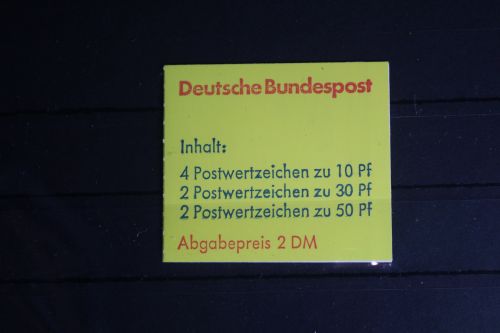 Deutsche Bundespost
Inhalt:
4 Postwertzeichen zu 10 Pf
2 Postwertzeichen zu 30 Pf
2 Postwertzeichen zu 50 Pf
Abgabepreis 2 DM